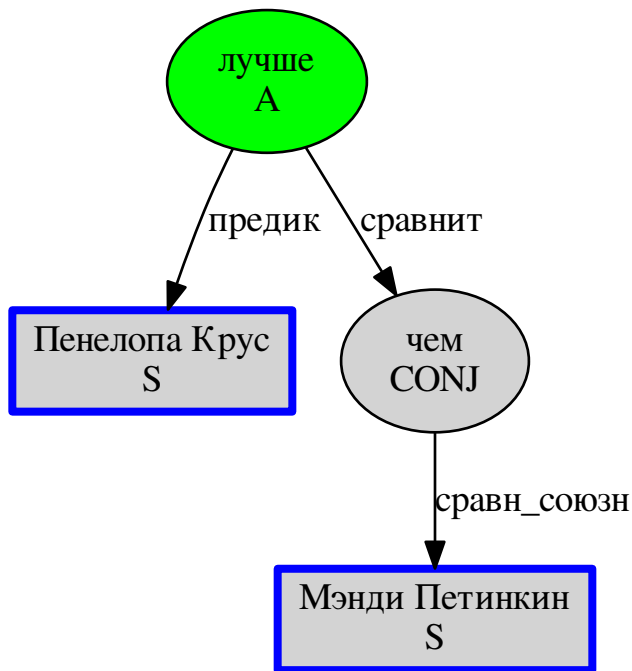 лучше
A
предик
сравнит
Пенелопа Крус
S
чем
CONJ
сравн_союзн
Мэнди Петинкин
S